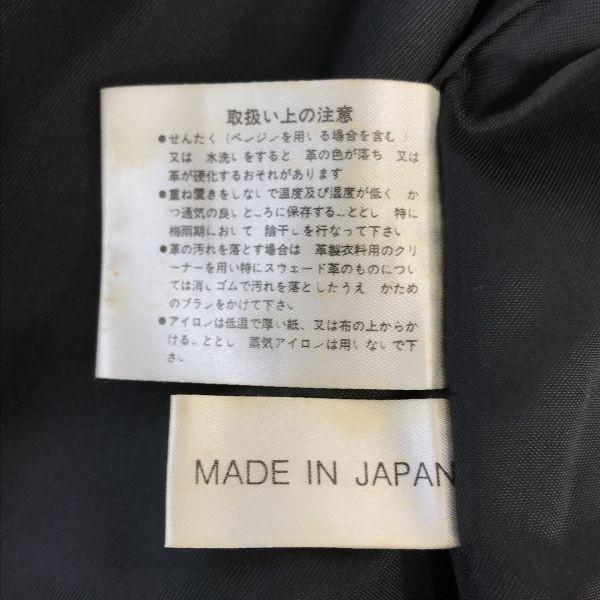 取扱い上の注意
●せんたく（ベンジンを用いる場合を含む）
又は 水洗いをすると 革の色が落ち 又は
革が硬化するおそれがあります
●重ね置きをしないで温度及び湿度が低く か
つ通気の良いところに保存することとし 特に
梅雨期において 陰干しを行なって下さい
●革の汚れを落とす場合は 革製衣料用のクリ
ーナーを用い特にスウェード革のものについ
ては消しゴムで汚れを落としたうえ かため
のブラシをかけて下さい
●アイロンは低温で厚い紙、又は布の上からか
けることとし 蒸気アイロンは用いないで下
さい
MADE IN JAPAN